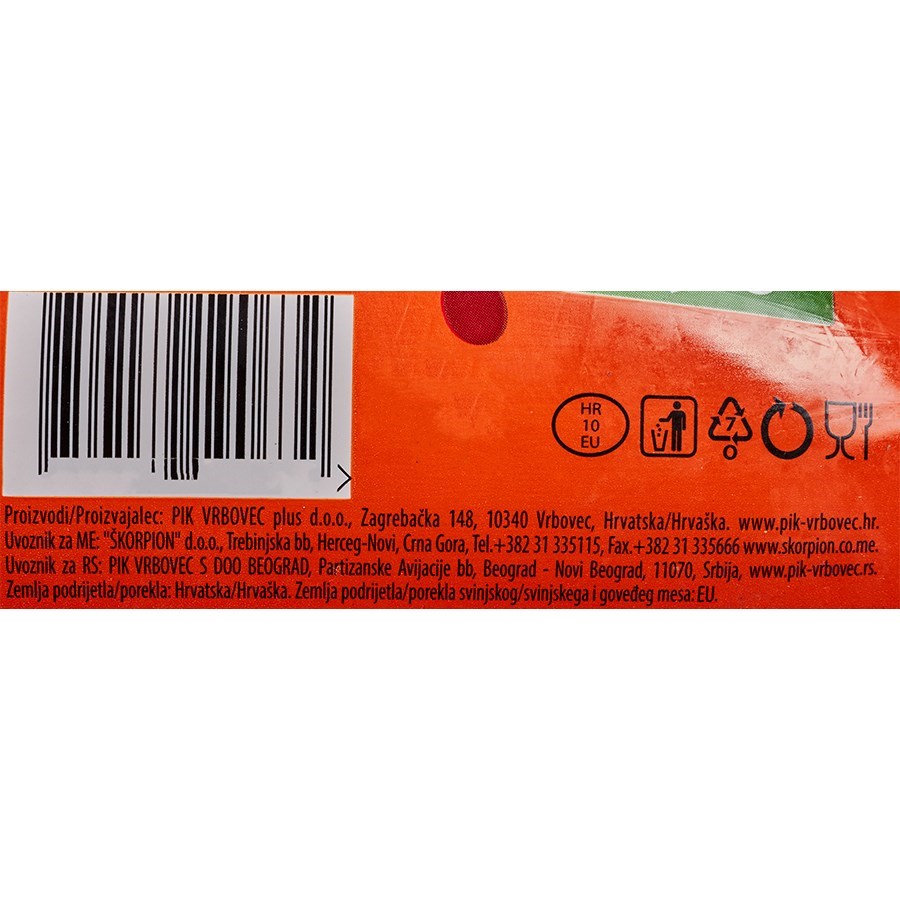 HR
10
EU
7
O
Proizvodi/Proizvajalec: PIK VRBOVEC plus d.o.o., Zagrebačka 148, 10340 Vrbovec, Hrvatska/Hrvaška. www.pik-vrbovec.hr.
Uvoznik za ME: "ŠKORPION" d.o.o., Trebinjska bb, Herceg-Novi, Crna Gora, Tel.+382 31 335115, Fax.+382 31 335666 www.skorpion.co.me.
Uvoznik za RS: PIK VRBOVEC S DOO BEOGRAD, Partizanske Avijacije bb, Beograd - Novi Beograd, 11070, Srbija, www.pik-vrbovec.rs.
Zemlja podrijetla/porekla: Hrvatska/Hrvaška. Zemlja podrijetla/porekla svinjskog/svinjskega i goveđeg mesa: EU.